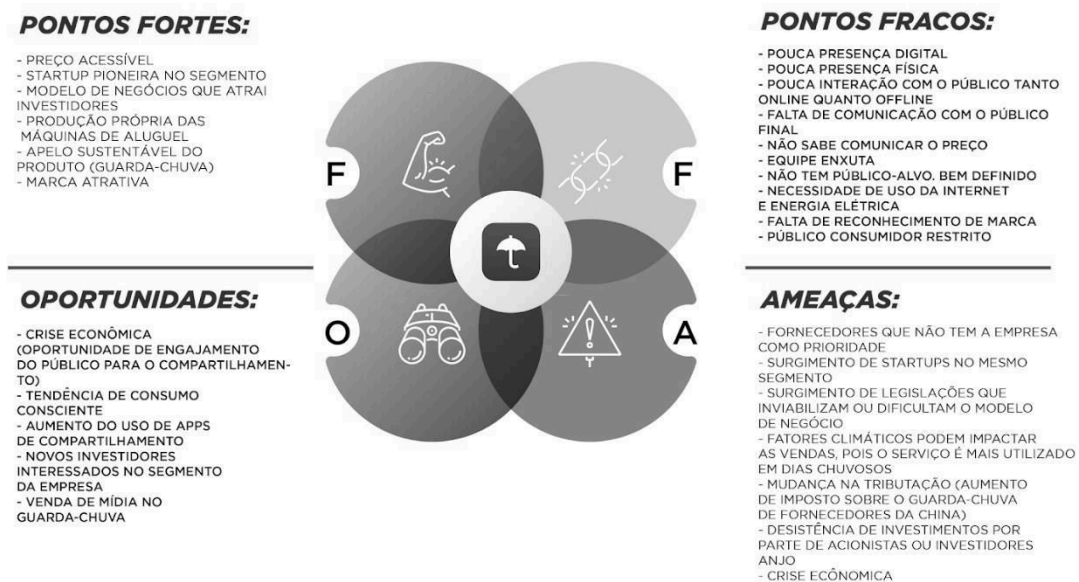 PONTOS FORTES:
- PREÇO ACESSÍVEL
- STARTUP PIONEIRA NO SEGMENTO
- MODELO DE NEGÓCIOS QUE ATRAI
INVESTIDORES
- PRODUÇÃO PRÓPRIA DAS
MÁQUINAS DE ALUGUEL
- APELO SUSTENTÁVEL DO
PRODUTO (GUARDA-CHUVA)
- MARCA ATRATIVA
PONTOS FRACOS:
- POUCA PRESENÇA DIGITAL
- POUCA PRESENÇA FÍSICA
- POUCA INTERAÇÃO COM O PÚBLICO TANTO
ONLINE QUANTO OFFLINE
- FALTA DE COMUNICAÇÃO COM O PÚBLICO
FINAL
- NÃO SABE COMUNICAR O PREÇO
- EQUIPE ENXUTA
- NÃO TEM PÚBLICO-ALVO. BEM DEFINIDO
- NECESSIDADE DE USO DA INTERNET
E ENERGIA ELÉTRICA
- FALTA DE RECONHECIMENTO DE MARCA
- PÚBLICO CONSUMIDOR RESTRITO
F
F
O
A
OPORTUNIDADES:
- CRISE ECONÔMICA
(OPORTUNIDADE DE ENGAJAMENTO
DO PÚBLICO PARA O COMPARTILHAMEN-
TO)
- TENDÊNCIA DE CONSUMO
CONSCIENTE
- AUMENTO DO USO DE APPS
DE COMPARTILHAMENTO
- NOVOS INVESTIDORES
INTERESSADOS NO SEGMENTO
DA EMPRESA
- VENDA DE MÍDIA NO
GUARDA-CHUVA
AMEAÇAS:
- FORNECEDORES QUE NÃO TEM A EMPRESA
COMO PRIORIDADE
- SURGIMENTO DE STARTUPS NO MESMO
SEGMENTO
- SURGIMENTO DE LEGISLAÇÕES QUE
INVIABILIZAM OU DIFICULTAM O MODELO
DE NEGÓCIO
- FATORES CLIMÁTICOS PODEM IMPACTAR
AS VENDAS, POIS O SERVIÇO É MAIS UTILIZADO
EM DIAS CHUVOSOS
- MUDANÇA NA TRIBUTAÇÃO (AUMENTO
DE IMPOSTO SOBRE O GUARDA-CHUVA
DE FORNECEDORES DA CHINA)
- DESISTÊNCIA DE INVESTIMENTOS POR
PARTE DE ACIONISTAS OU INVESTIDORES
ANJO
- CRISE ECÔNOMICA